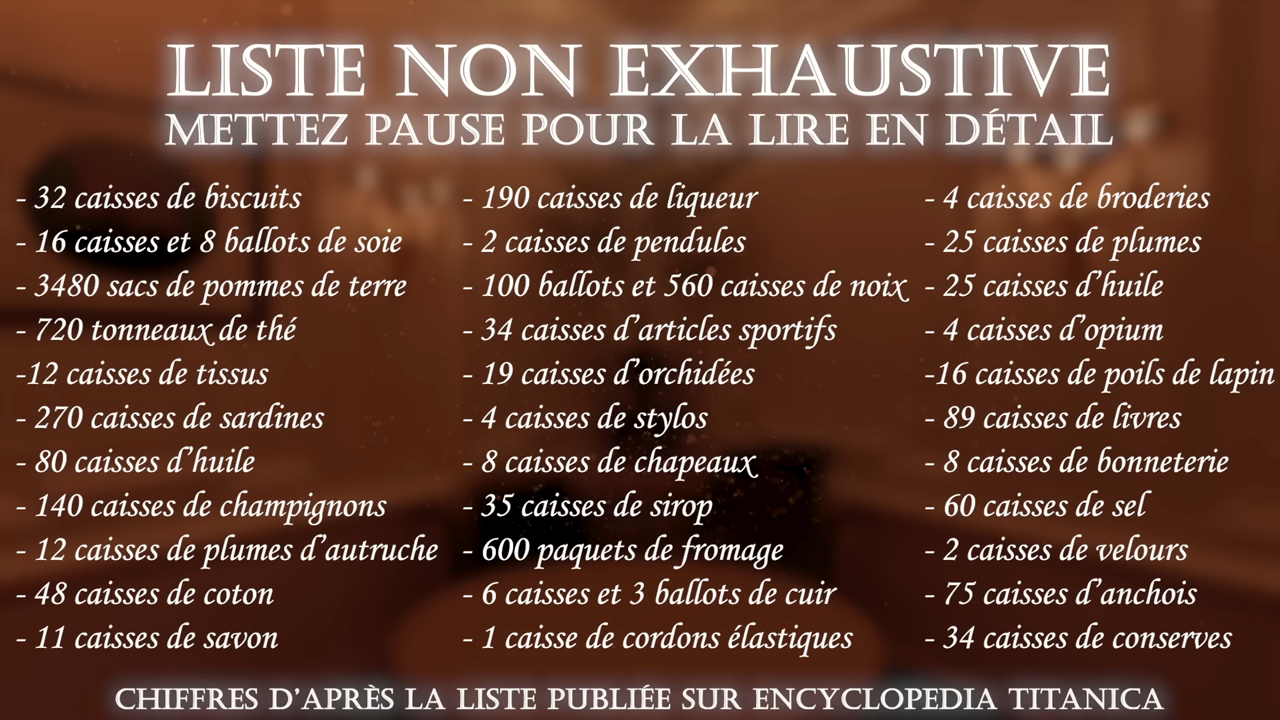 LISTE NON EXHAUSTIVE
METTEZ PAUSE POUR LA LIRE EN DÉTAIL
- 32 caisses de biscuits
- 16 caisses et 8 ballots de soie
- 3480 sacs de pommes de terre
- 720 tonneaux de thé
-12 caisses de tissus
- 270 caisses de sardines
- 80 caisses d'huile
- 140 caisses de champignons
- 12 caisses de plumes d'autruche
- 48 caisses de coton
- 11 caisses de savon
- 190 caisses de liqueur
- 2 caisses de pendules
- 100 ballots et 560 caisses de noix
- 34 caisses d'articles sportifs
- 19 caisses d'orchidées
- 4 caisses de stylos
- 8 caisses de chapeaux
- 35 caisses de sirop
- 600 paquets de fromage
- 6 caisses et 3 ballots de cuir
- 1 caisse de cordons élastiques
- 4 caisses de broderies
- 25 caisses de plumes
- 25 caisses d'huile
- 4 caisses d'opium
-16 caisses de poils de lapin
- 89 caisses de livres
- 8 caisses de bonneterie
- 60 caisses de sel
- 2 caisses de velours
- 75 caisses d'anchois
- 34 caisses de conserves
CHIFFRES D'APRÈS LA LISTE PUBLIÉE SUR ENCYCLOPEDIA TITANICA